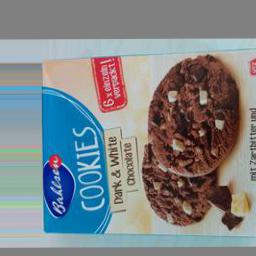 Bahlsen
COOKIES
Dark & White
Chocolate
6 x einzeln
verpackt!
mit Zartbitter- und